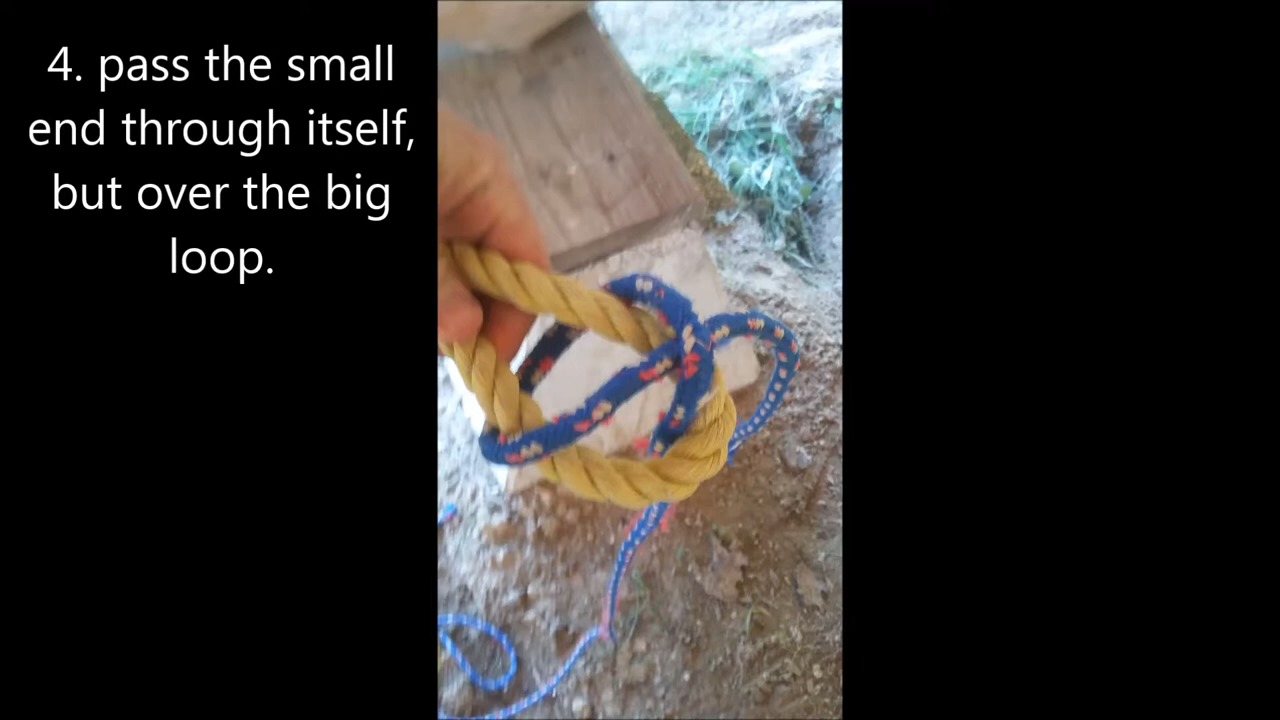 4. pass the small
end through itself,
but over the big
loop.